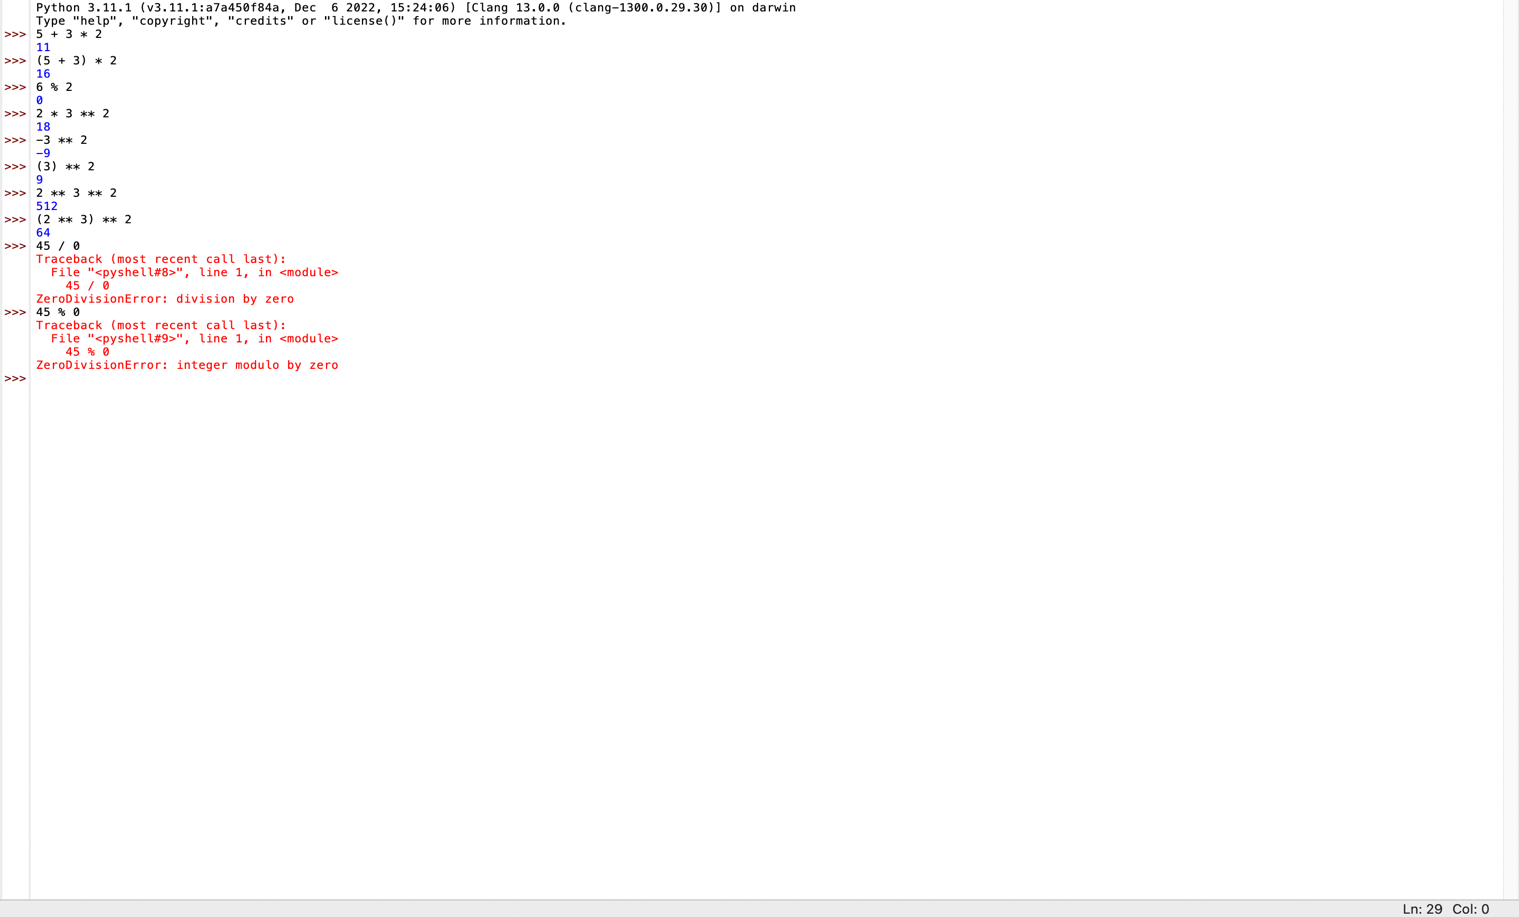 Python 3.11.1 (v3.11.1:a7a450f84a, Dec  6 2022, 15:24:06) [Clang 13.0.0 (clang-1300.0.29.30)] on darwin
Type "help", "copyright", "credits" or "license()" for more information.
>>> 5 + 3 * 2
11
>>> (5 + 3) * 2
16
>>> 6 % 2
0
>>> 2 * 3 ** 2
18
>>> -3 ** 2
-9
>>> (3) ** 2
9
>>> 2 ** 3 ** 2
512
>>> (2 ** 3) ** 2
64
>>> 45 / 0
Traceback (most recent call last):
  File "<pyshell#8>", line 1, in <module>
    45 / 0
ZeroDivisionError: division by zero
>>> 45 % 0
Traceback (most recent call last):
  File "<pyshell#9>", line 1, in <module>
    45 % 0
ZeroDivisionError: integer modulo by zero
>>>
Ln: 29 Col: 0